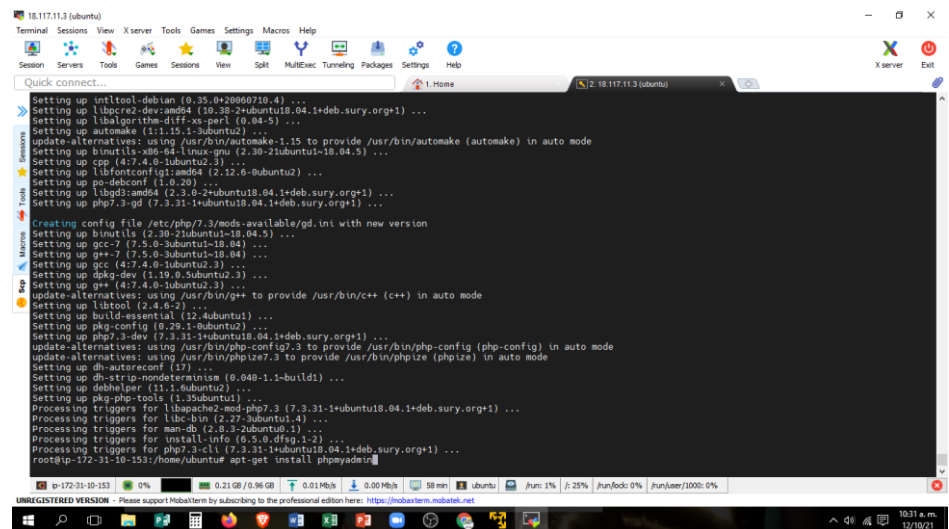 18.117.11.3 (ubuntu)
Terminal Sessions View X server Tools Games Settings Macros Help
Session Servers Tools Games Sessions View Split MultiExec Tunneling Packages Settings Help X server Exit
Quick connect...
1. Home
2. 18.117.11.3 (ubuntu)
Sessions
Tools
Macros
Sftp
Setting up intltool-debian (0.35.0+20060710.4) ...
Setting up libpcre2-dev:amd64 (10.38-2+ubuntu18.04.1+deb.sury.org+1) ...
Setting up libalgorithm-diff-xs-perl (0.04-5) ...
Setting up automake (1:1.15.1-3ubuntu2) ...
update-alternatives: using /usr/bin/automake-1.15 to provide /usr/bin/automake (automake) in auto mode
Setting up binutils-x86-64-linux-gnu (2.30-21ubuntu1~18.04.5) ...
Setting up cpp (4:7.4.0-1ubuntu2.3) ...
Setting up libfontconfig1:amd64 (2.12.6-0ubuntu2) ...
Setting up po-debconf (1.0.20) ...
Setting up libgd3:amd64 (2.3.0-2+ubuntu18.04.1+deb.sury.org+1) ...
Setting up php7.3-gd (7.3.31-1+ubuntu18.04.1+deb.sury.org+1) ...
Creating config file /etc/php/7.3/mods-available/gd.ini with new version
Setting up binutils (2.30-21ubuntu1~18.04.5) ...
Setting up gcc-7 (7.5.0-3ubuntu1~18.04) ...
Setting up g++-7 (7.5.0-3ubuntu1~18.04) ...
Setting up gcc (4:7.4.0-1ubuntu2.3) ...
Setting up dpkg-dev (1.19.0.5ubuntu2.3) ...
Setting up g++ (4:7.4.0-1ubuntu2.3) ...
update-alternatives: using /usr/bin/g++ to provide /usr/bin/c++ (c++) in auto mode
Setting up libtool (2.4.6-2) ...
Setting up build-essential (12.4ubuntu1) ...
Setting up pkg-config (0.29.1-0ubuntu2) ...
Setting up php7.3-dev (7.3.31-1+ubuntu18.04.1+deb.sury.org+1) ...
update-alternatives: using /usr/bin/php-config7.3 to provide /usr/bin/php-config (php-config) in auto mode
update-alternatives: using /usr/bin/phpize7.3 to provide /usr/bin/phpize (phpize) in auto mode
Setting up dh-autoreconf (17) ...
Setting up dh-strip-nondeterminism (0.040-1.1~build1) ...
Setting up debhelper (11.1.6ubuntu2) ...
Setting up pkg-php-tools (1.35ubuntu1) ...
Processing triggers for libapache2-mod-php7.3 (7.3.31-1+ubuntu18.04.1+deb.sury.org+1) ...
Processing triggers for libc-bin (2.27-3ubuntu1.4) ...
Processing triggers for man-db (2.8.3-2ubuntu0.1) ...
Processing triggers for install-info (6.5.0.dfsg.1-2) ...
Processing triggers for php7.3-cli (7.3.31-1+ubuntu18.04.1+deb.sury.org+1) ...
root@ip-172-31-10-153:/home/ubuntu# apt-get install phpmyadmin
ip-172-31-10-153 0% 0.21 GB / 0.96 GB 0.01 Mb/s 0.00 Mb/s 58 min ubuntu /run: 1% /: 25% /run/lock: 0% /run/user/1000: 0%
UNREGISTERED VERSION - Please support MobaXterm by subscribing to the professional edition here: https://mobaxterm.mobatek.net
10:31 a. m.
12/10/21